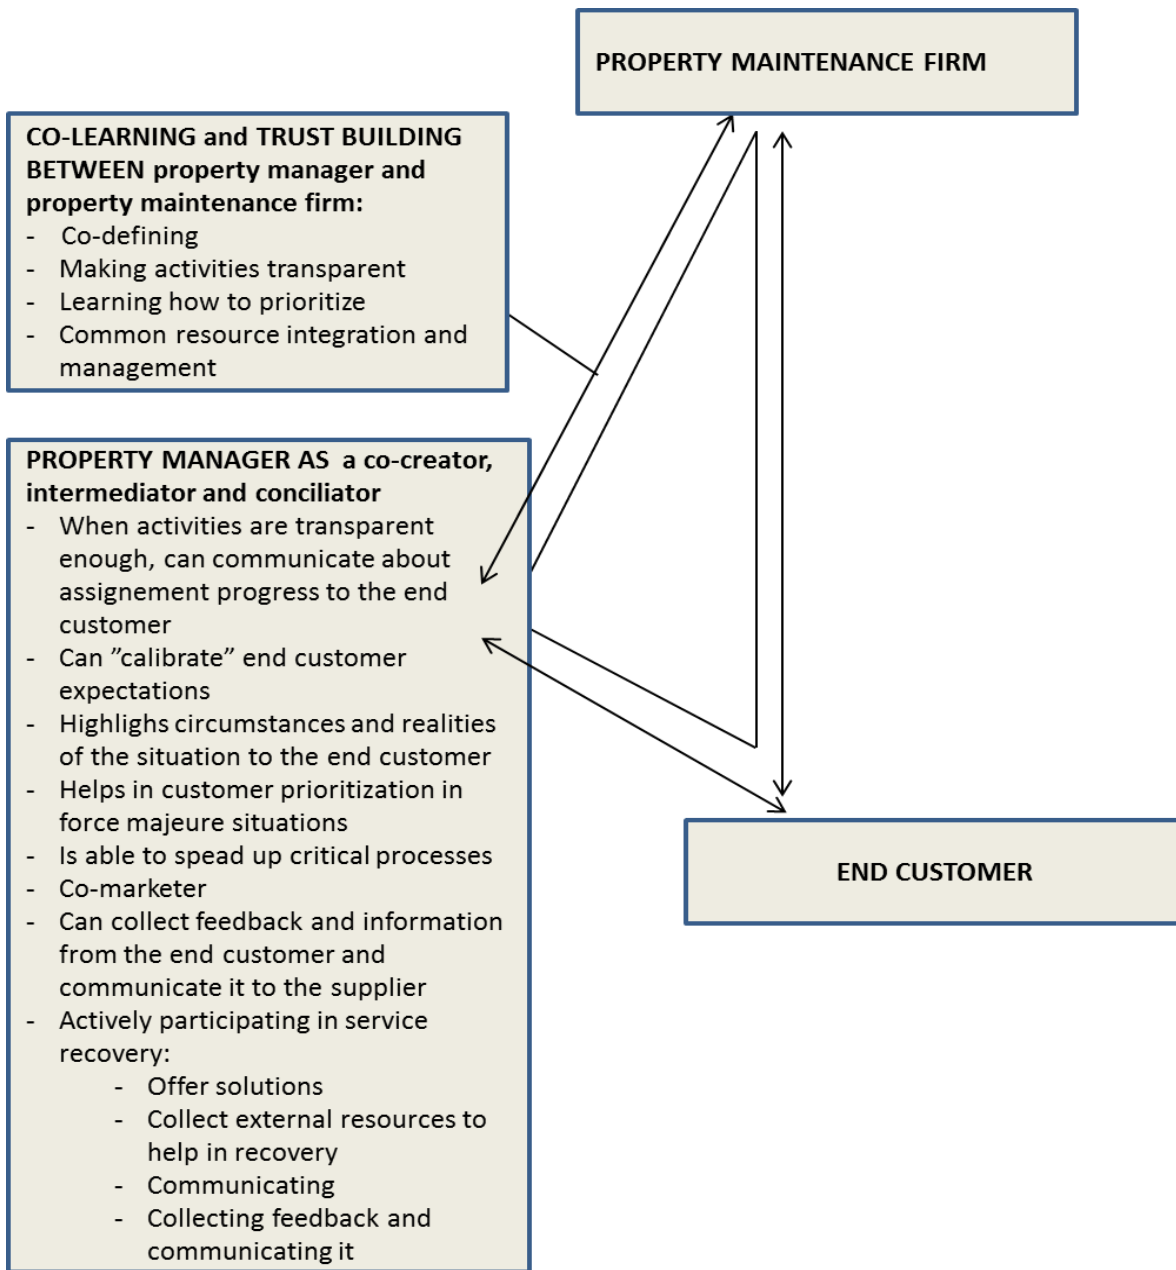 PROPERTY MAINTENANCE FIRM
CO-LEARNING and TRUST BUILDING
BETWEEN property manager and
property maintenance firm:
- Co-defining
- Making activities transparent
- Learning how to prioritize
- Common resource integration and
management
PROPERTY MANAGER AS a co-creator,
intermediator and conciliator
- When activities are transparent
enough, can communicate about
assignement progress to the end
customer
- Can ”calibrate” end customer
expectations
- Highlighs circumstances and realities
of the situation to the end customer
- Helps in customer prioritization in
force majeure situations
- Is able to spead up critical processes
- Co-marketer
- Can collect feedback and information
from the end customer and
communicate it to the supplier
- Actively participating in service
recovery:
- Offer solutions
- Collect external resources to
help in recovery
- Communicating
- Collecting feedback and
communicating it
END CUSTOMER